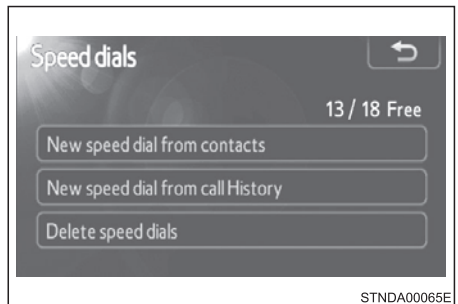 Speed dials
13 / 18 Free
New speed dial from contacts
New speed dial from call History
Delete speed dials
STNDA00065E